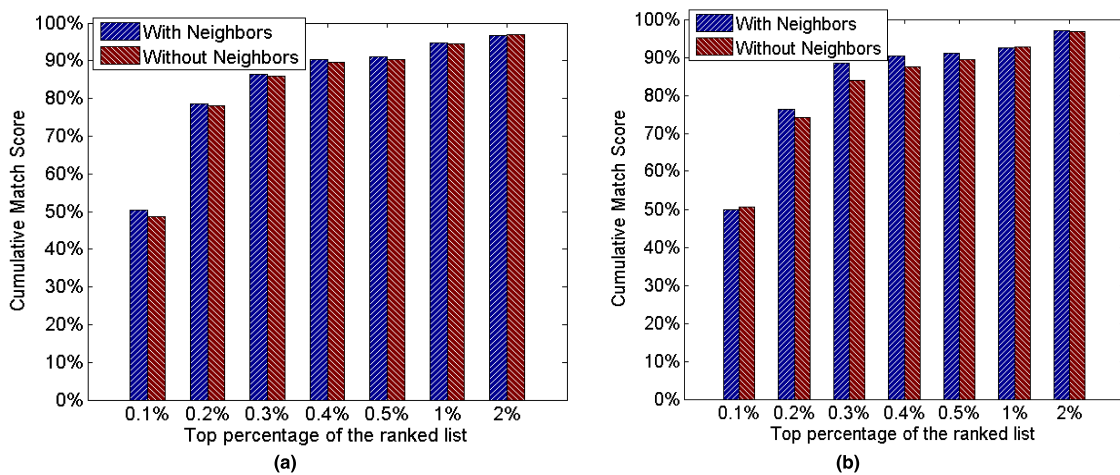 With Neighbors
Without Neighbors
Cumulative Match Score
100%
90%
80%
70%
60%
50%
40%
30%
20%
10%
0%
0.1% 0.2% 0.3% 0.4% 0.5% 1% 2%
Top percentage of the ranked list
(a)
With Neighbors
Without Neighbors
Cumulative Match Score
100%
90%
80%
70%
60%
50%
40%
30%
20%
10%
0%
0.1% 0.2% 0.3% 0.4% 0.5% 1% 2%
Top percentage of the ranked list
(b)